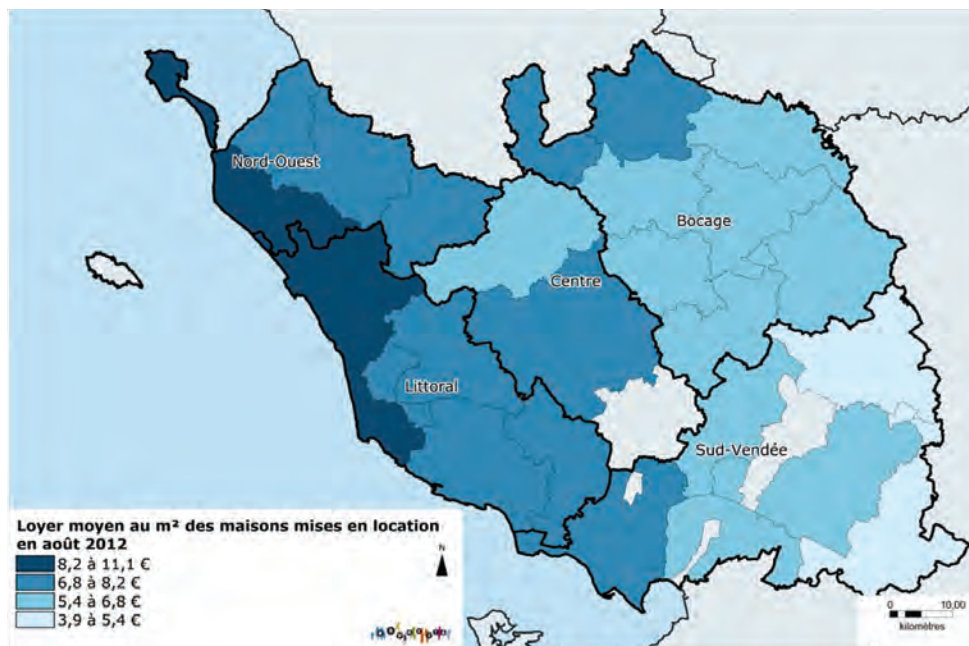 Nord-Ouest
Bocage
Centre
Littoral
Sud-Vendée
Loyer moyen au m² des maisons mises en location
en août 2012
8,2 à 11,1 €
6,8 à 8,2 €
5,4 à 6,8 €
3,9 à 5,4 €
N
0 10,00
kilomètres